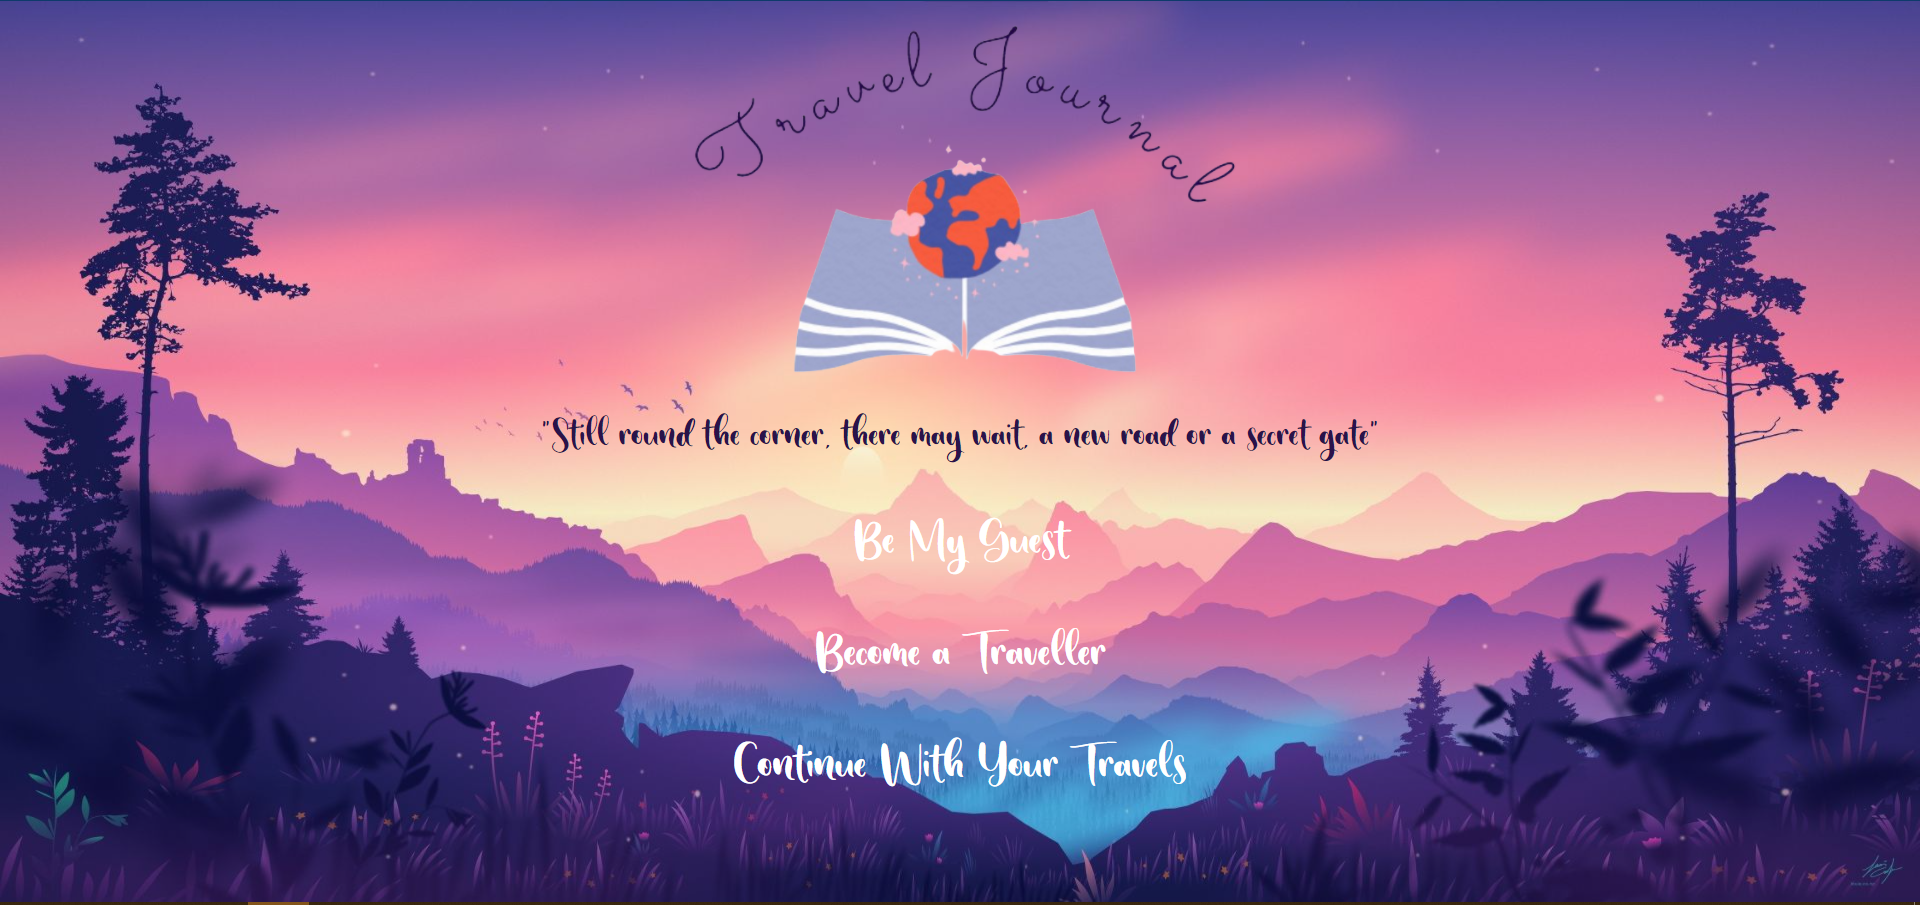 Travel Journal
"Still round the corner, there may wait, a new road or a secret gate"
Be My Guest
Become a Traveller
Continue With Your Travels